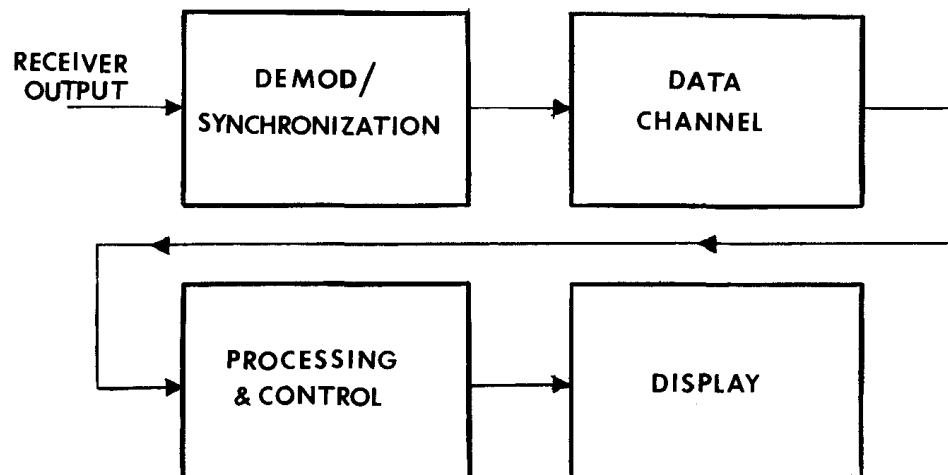 RECEIVER
OUTPUT
DEMOD/
SYNCHRONIZATION
DATA
CHANNEL
PROCESSING
& CONTROL
DISPLAY